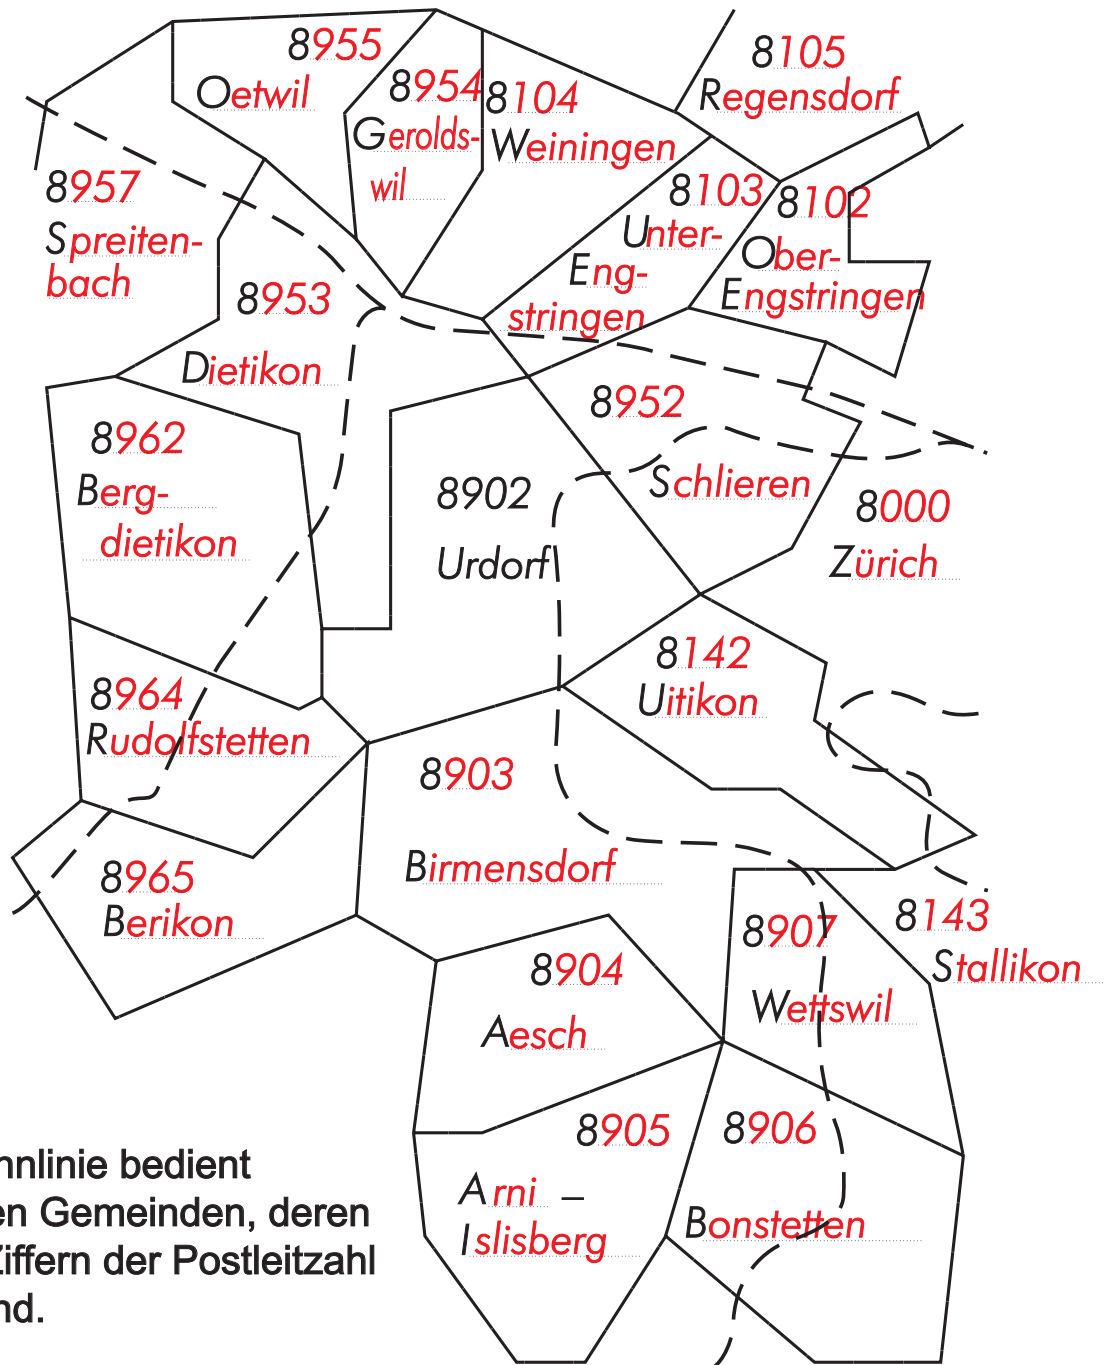 8955
Oetwil
8954
Gerolds-
wil
8104
Weiningen
8105
Regensdorf
8957
Spreiten-
bach
8103
Unter-
Eng-
stringen
8102
Ober-
Engstringen
8953
Dietikon
8952
Schlieren
8962
Berg-
dietikon
8902
Urdorf
8000
Zürich
8142
Uitikon
8964
Rudolfstetten
8903
Birmensdorf
8965
Berikon
8907
Wettswil
8143
Stallikon
8904
Aesch
8905
Arni –
Islisberg
8906
Bonstetten
nnlinie bedient
en Gemeinden, deren
Ziffern der Postleitzahl
nd.